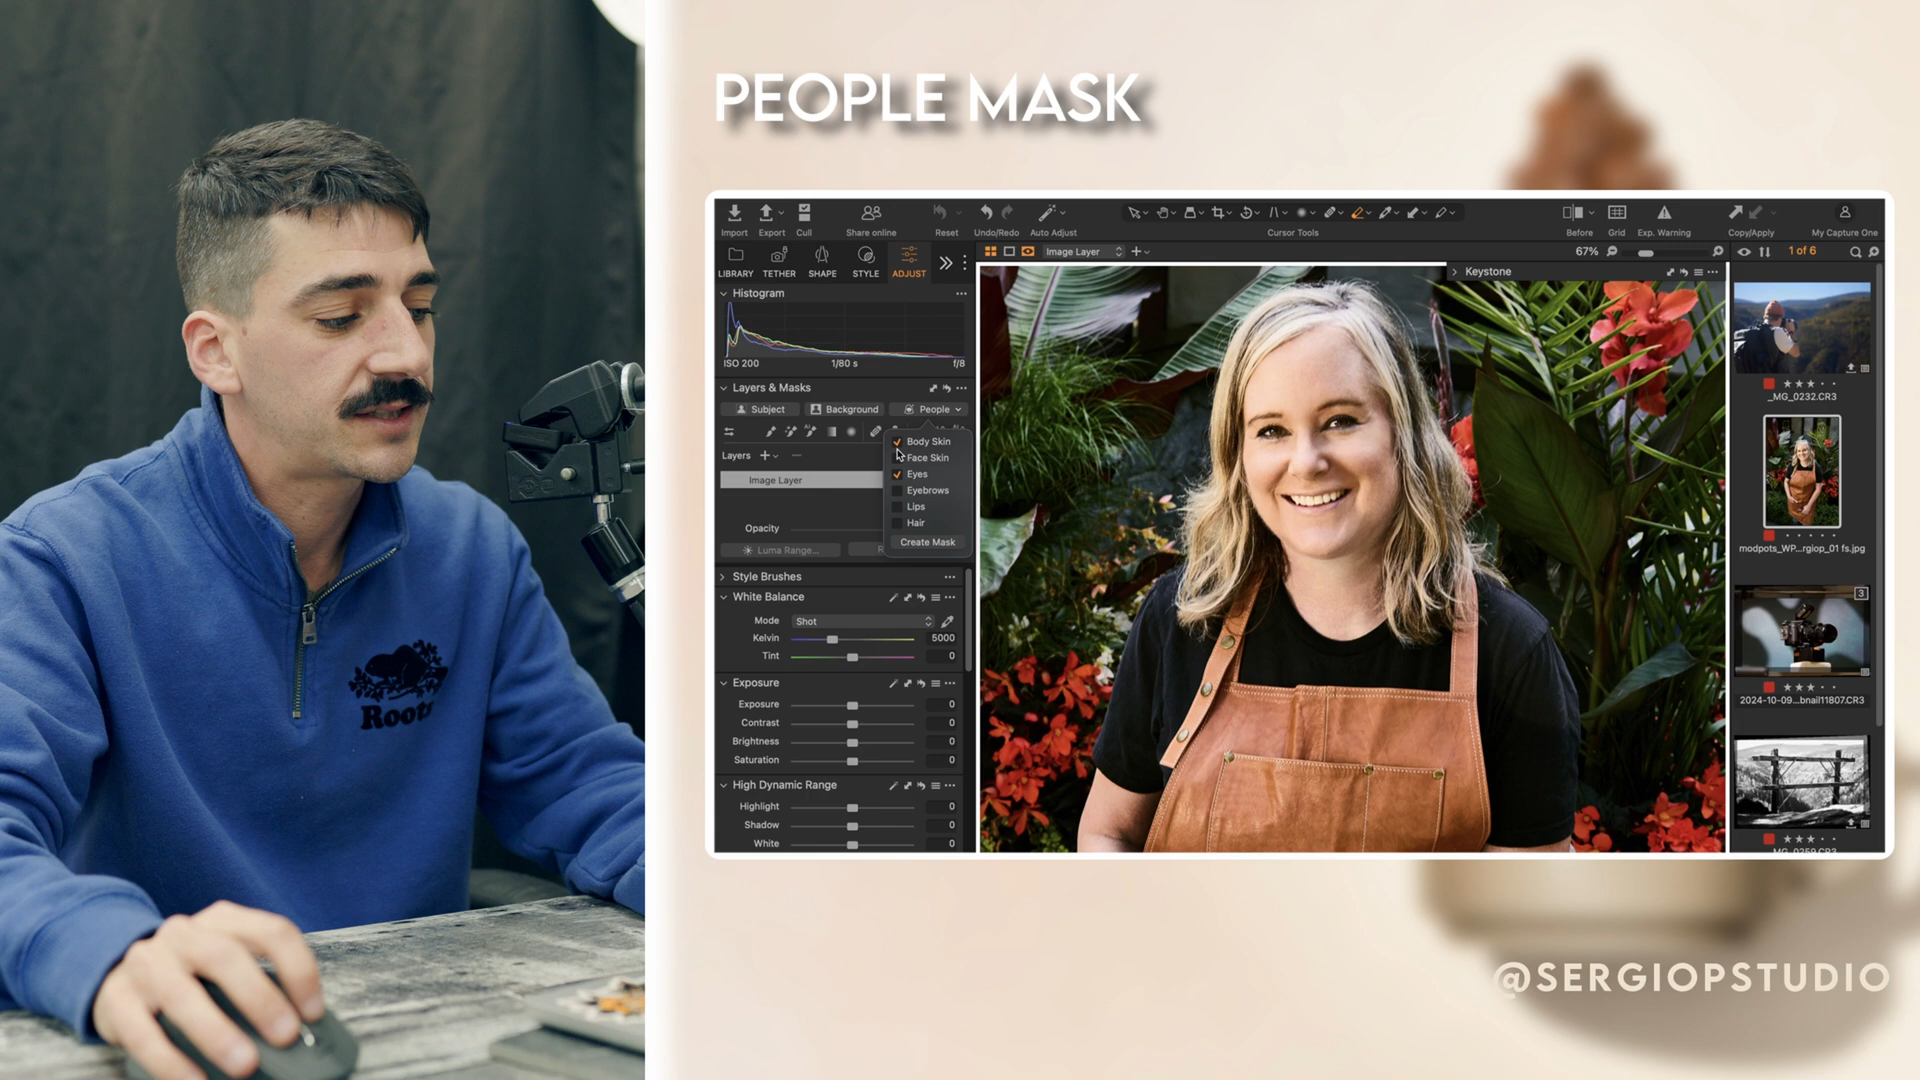 PEOPLE MASK
Import
Export
Cull
Share online
Reset
Undo/Redo
Auto Adjust
Cursor Tools
Before
Grid
Exp. Warning
Copy/Apply
My Capture One
LIBRARY
TETHER
SHAPE
STYLE
ADJUST
Image Layer
67%
1 of 6
Histogram
ISO 200
1/80 s
f/8
Keystone
Layers & Masks
Subject
Background
People
Body Skin
Face Skin
Eyes
Eyebrows
Lips
Hair
Create Mask
Layers
Image Layer
Opacity
Luma Range...
Style Brushes
White Balance
Mode
Shot
Kelvin
5000
Tint
0
Exposure
Exposure
0
Contrast
0
Brightness
0
Saturation
0
High Dynamic Range
Highlight
0
Shadow
0
White
0
_MG_0232.CR3
modpots_WP...rgiop_01 fs.jpg
3
2024-10-09...bnail11807.CR3
_MG_0259.CR3
Roots
@SERGIOPSTUDIO